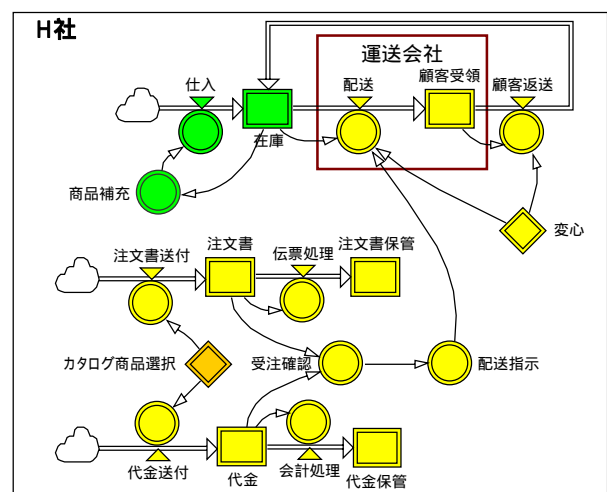 H社
運送会社
仕入
配送
顧客受領
顧客返送
在庫
商品補充
変心
注文書送付
注文書
伝票処理
注文書保管
カタログ商品選択
受注確認
配送指示
代金送付
代金
会計処理
代金保管